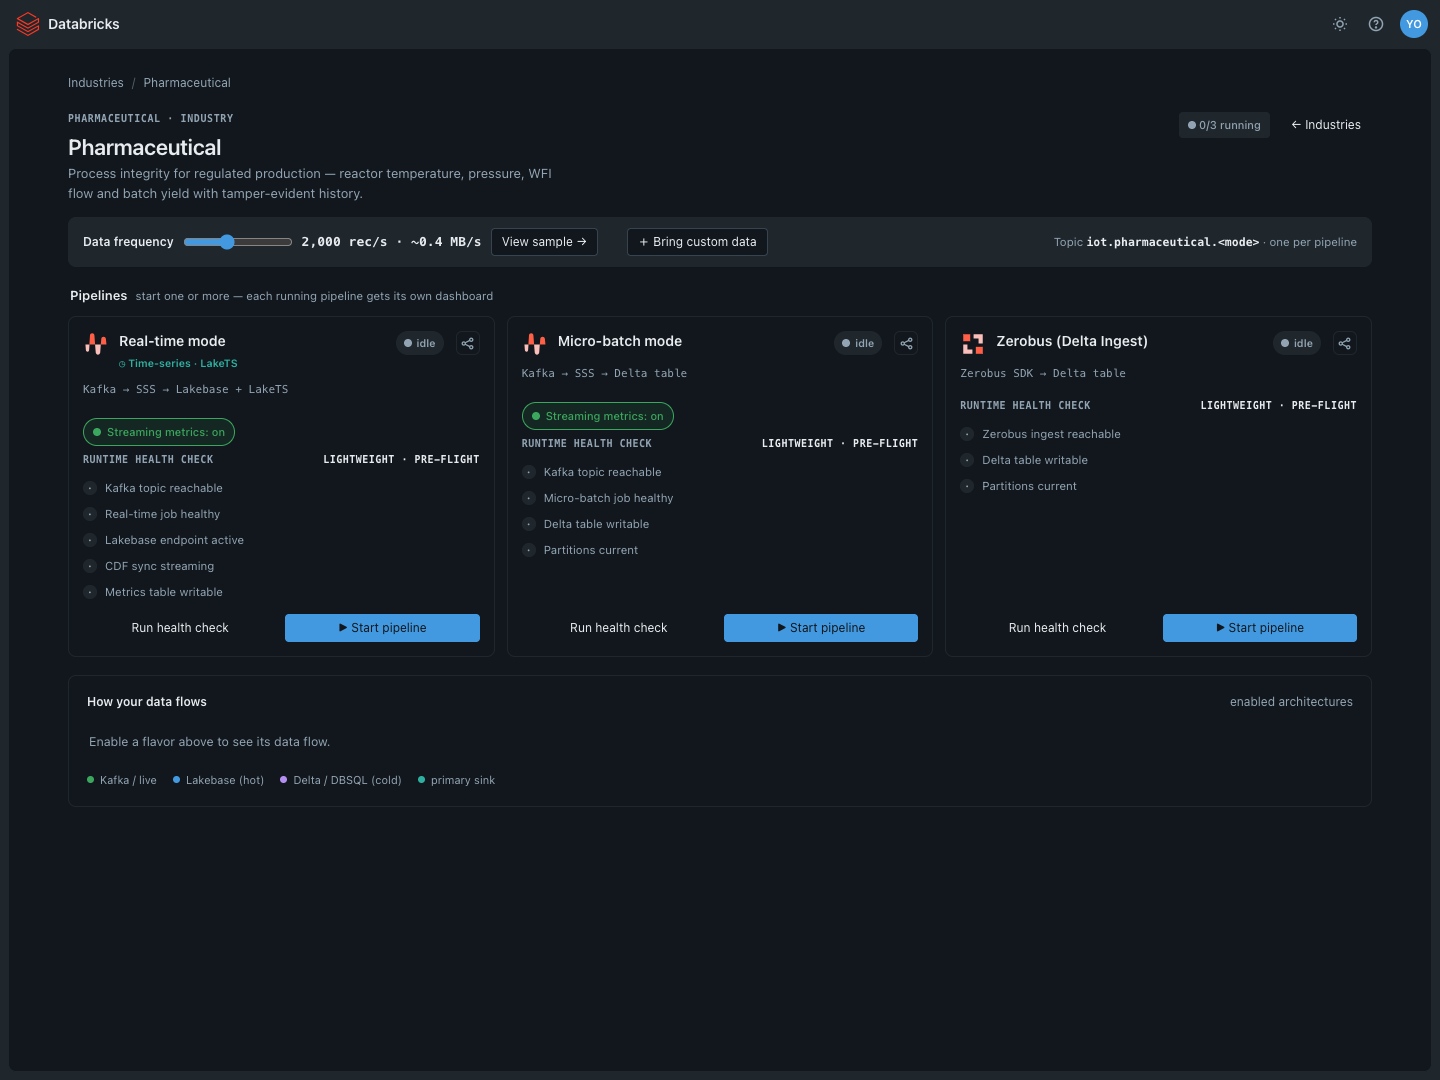 Databricks
YO
Industries / Pharmaceutical
PHARMACEUTICAL · INDUSTRY
0/3 running
← Industries
Pharmaceutical
Process integrity for regulated production — reactor temperature, pressure, WFI
flow and batch yield with tamper-evident history.
Data frequency
2,000 rec/s · ~0.4 MB/s
View sample →
+ Bring custom data
Topic iot.pharmaceutical.<mode> · one per pipeline
Pipelines start one or more — each running pipeline gets its own dashboard
Real-time mode
idle
Time-series · LakeTS
Kafka → SSS → Lakebase + LakeTS
Streaming metrics: on
RUNTIME HEALTH CHECK
LIGHTWEIGHT · PRE-FLIGHT
Kafka topic reachable
Real-time job healthy
Lakebase endpoint active
CDF sync streaming
Metrics table writable
Run health check
▶ Start pipeline
Micro-batch mode
idle
Kafka → SSS → Delta table
Streaming metrics: on
RUNTIME HEALTH CHECK
LIGHTWEIGHT · PRE-FLIGHT
Kafka topic reachable
Micro-batch job healthy
Delta table writable
Partitions current
Run health check
▶ Start pipeline
Zerobus (Delta Ingest)
idle
Zerobus SDK → Delta table
RUNTIME HEALTH CHECK
LIGHTWEIGHT · PRE-FLIGHT
Zerobus ingest reachable
Delta table writable
Partitions current
Run health check
▶ Start pipeline
How your data flows
enabled architectures
Enable a flavor above to see its data flow.
Kafka / live
Lakebase (hot)
Delta / DBSQL (cold)
primary sink